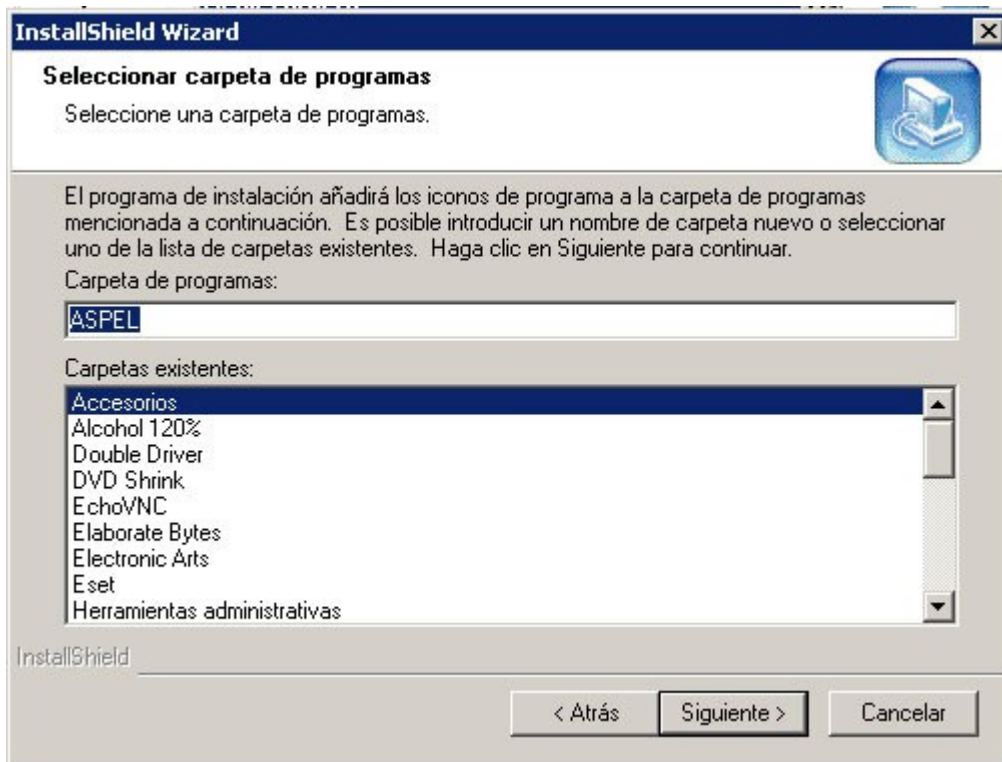 InstallShield Wizard
Seleccionar carpeta de programas
Seleccione una carpeta de programas.
El programa de instalación añadirá los iconos de programa a la carpeta de programas
mencionada a continuación.  Es posible introducir un nombre de carpeta nuevo o seleccionar
uno de la lista de carpetas existentes.  Haga clic en Siguiente para continuar.
Carpeta de programas:
ASPEL
Carpetas existentes:
Accesorios
Alcohol 120%
Double Driver
DVD Shrink
EchoVNC
Elaborate Bytes
Electronic Arts
Eset
Herramientas administrativas
InstallShield
< Atrás
Siguiente >
Cancelar